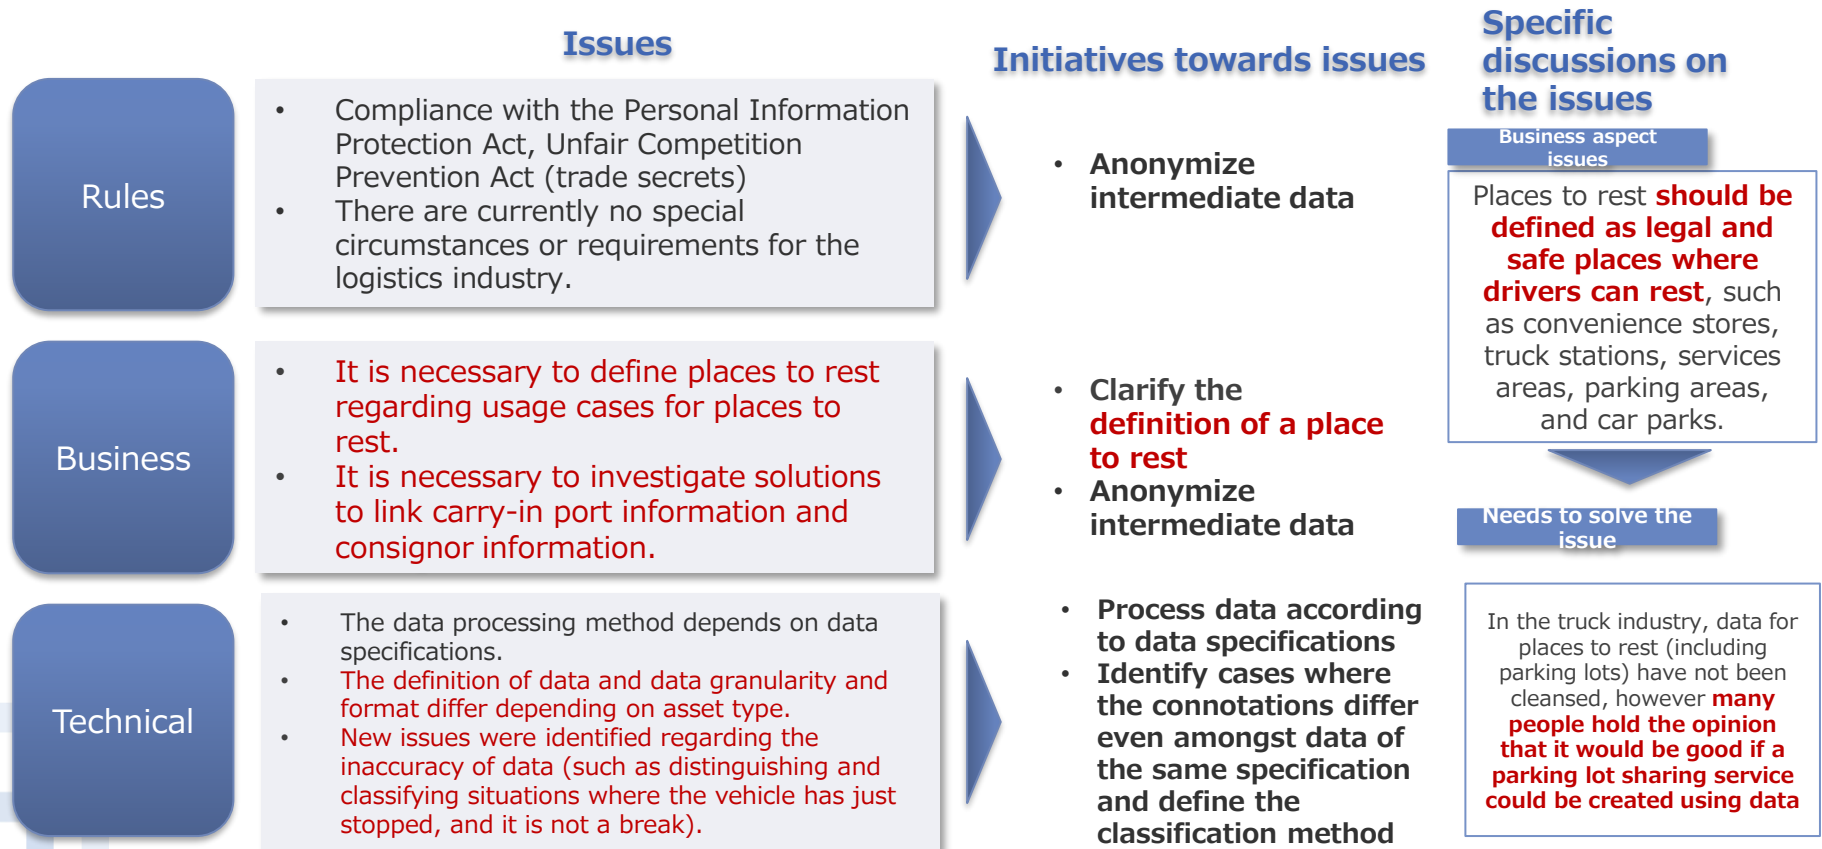 Issues
Initiatives towards issues
Specific
discussions on
the issues
Rules
• Compliance with the Personal Information
Protection Act, Unfair Competition
Prevention Act (trade secrets)
• There are currently no special
circumstances or requirements for the
logistics industry.
• Anonymize
intermediate data
Business
• It is necessary to define places to rest
regarding usage cases for places to
rest.
• It is necessary to investigate solutions
to link carry-in port information and
consignor information.
• Clarify the
definition of a place
to rest
• Anonymize
intermediate data
Technical
• The data processing method depends on data
specifications.
• The definition of data and data granularity and
format differ depending on asset type.
• New issues were identified regarding the
inaccuracy of data (such as distinguishing and
classifying situations where the vehicle has just
stopped, and it is not a break).
• Process data according
to data specifications
• Identify cases where
the connotations differ
even amongst data of
the same specification
and define the
classification method
Business aspect
issues
Places to rest should be
defined as legal and
safe places where
drivers can rest, such
as convenience stores,
truck stations, services
areas, parking areas,
and car parks.
Needs to solve the
issue
In the truck industry, data for
places to rest (including
parking lots) have not been
cleansed, however many
people hold the opinion
that it would be good if a
parking lot sharing service
could be created using data